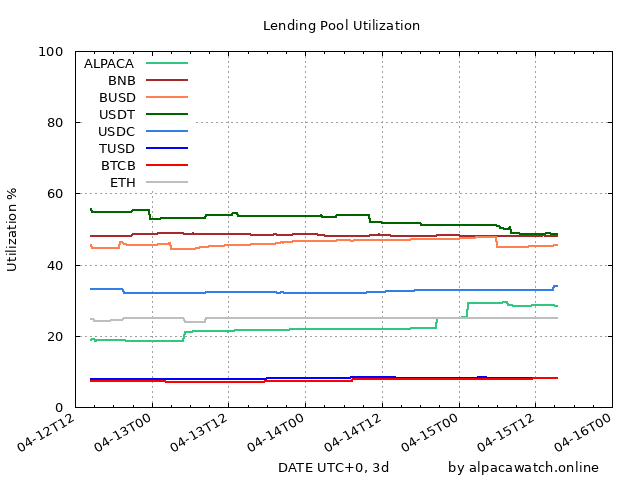 Lending Pool Utilization
100
80
60
40
20
0
Utilization %
ALPACA
BNB
BUSD
USDT
USDC
TUSD
BTCB
ETH
04-12T12
04-13T00
04-13T12
04-14T00
04-14T12
04-15T00
04-15T12
04-16T00
DATE UTC+0, 3d
by alpacawatch.online